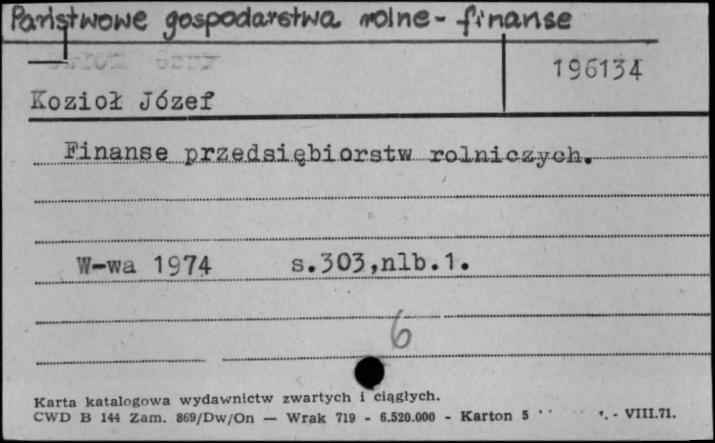 Państwowe gospodarstwa rolne - finanse
196134
Kozioł Józef
Finanse przedsiębiorstw rolniczych.
W-wa 1974 s.303,nlb.1.
6
Karta katalogowa wydawnictw zwartych i ciągłych.
CWD B 144 Zam. 869/Dw/On — Wrak 719 - 6.520.000 - Karton 5 - VIII.71.